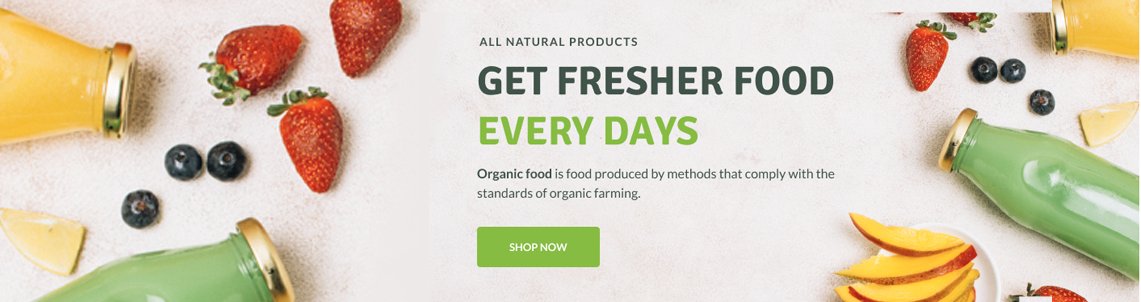 ALL NATURAL PRODUCTS
GET FRESHER FOOD
EVERY DAYS
Organic food is food produced by methods that comply with the
standards of organic farming.
SHOP NOW